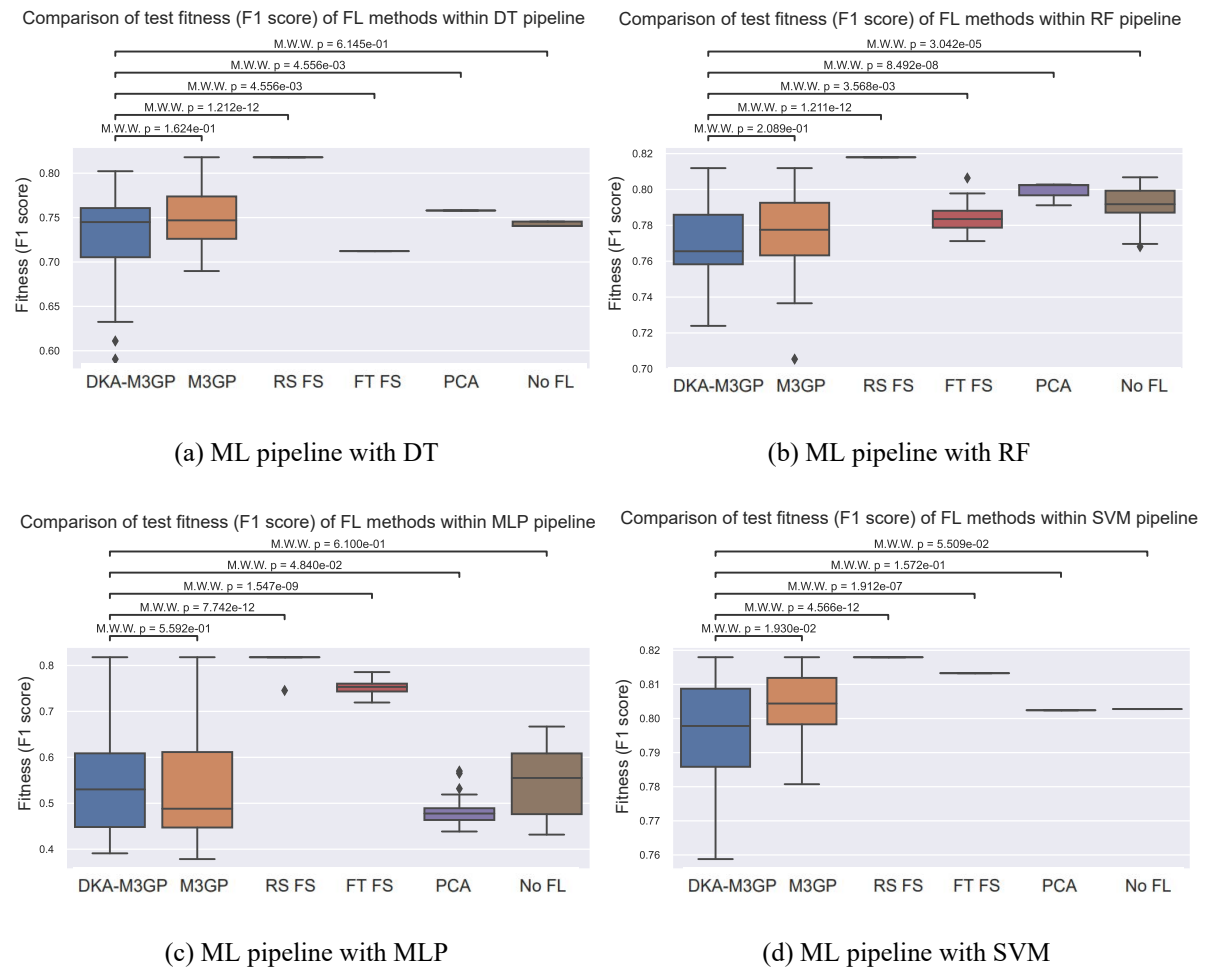 Comparison of test fitness (F1 score) of FL methods within DT pipeline
M.W.W. p = 6.145e-01
M.W.W. p = 4.556e-03
M.W.W. p = 4.556e-03
M.W.W. p = 1.212e-12
M.W.W. p = 1.624e-01
Fitness (F1 score)
0.80
0.75
0.70
0.65
0.60
DKA-M3GP M3GP RS FS FT FS PCA No FL
(a) ML pipeline with DT
Comparison of test fitness (F1 score) of FL methods within RF pipeline
M.W.W. p = 3.042e-05
M.W.W. p = 8.492e-08
M.W.W. p = 3.568e-03
M.W.W. p = 1.211e-12
M.W.W. p = 2.089e-01
Fitness (F1 score)
0.82
0.80
0.78
0.76
0.74
0.72
0.70
DKA-M3GP M3GP RS FS FT FS PCA No FL
(b) ML pipeline with RF
Comparison of test fitness (F1 score) of FL methods within MLP pipeline
M.W.W. p = 6.100e-01
M.W.W. p = 4.840e-02
M.W.W. p = 1.547e-09
M.W.W. p = 7.742e-12
M.W.W. p = 5.592e-01
Fitness (F1 score)
0.8
0.7
0.6
0.5
0.4
DKA-M3GP M3GP RS FS FT FS PCA No FL
(c) ML pipeline with MLP
Comparison of test fitness (F1 score) of FL methods within SVM pipeline
M.W.W. p = 5.509e-02
M.W.W. p = 1.572e-01
M.W.W. p = 1.912e-07
M.W.W. p = 4.566e-12
M.W.W. p = 1.930e-02
Fitness (F1 score)
0.82
0.81
0.80
0.79
0.78
0.77
0.76
DKA-M3GP M3GP RS FS FT FS PCA No FL
(d) ML pipeline with SVM